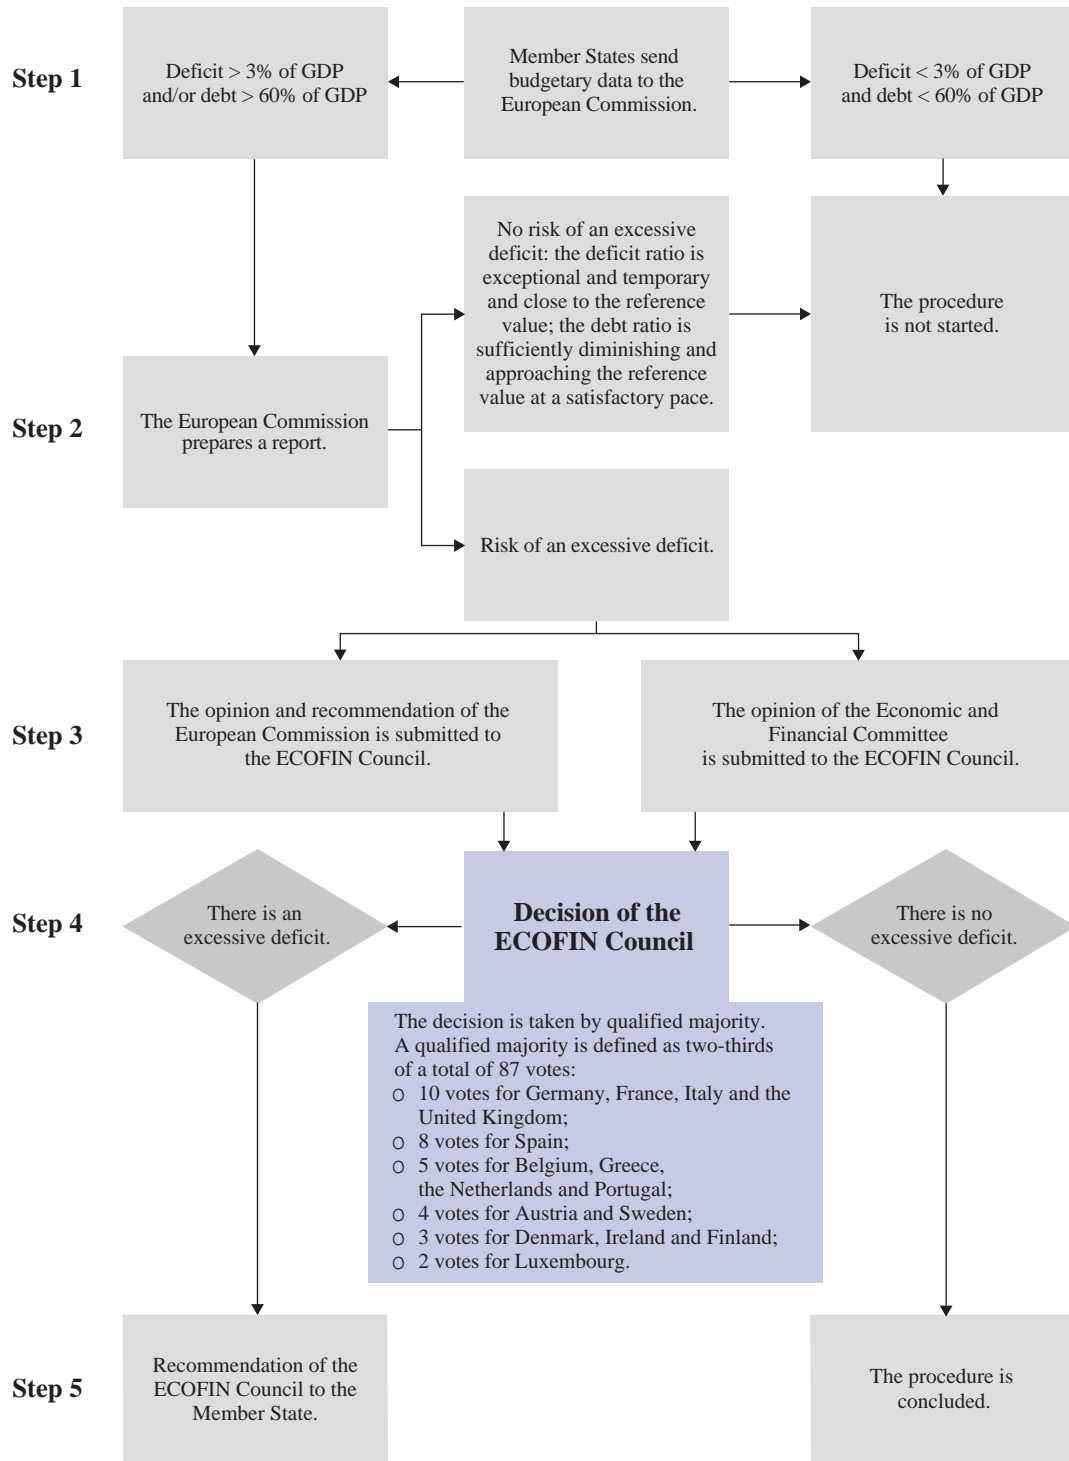 Step 1
Deficit > 3% of GDP
and/or debt > 60% of GDP
Member States send
budgetary data to the
European Commission.
Deficit < 3% of GDP
and debt < 60% of GDP
No risk of an excessive
deficit: the deficit ratio is
exceptional and temporary
and close to the reference
value; the debt ratio is
sufficiently diminishing and
approaching the reference
value at a satisfactory pace.
The procedure
is not started.
Step 2
The European Commission
prepares a report.
Risk of an excessive deficit.
Step 3
The opinion and recommendation of the
European Commission is submitted to
the ECOFIN Council.
The opinion of the Economic and
Financial Committee
is submitted to the ECOFIN Council.
Step 4
There is an
excessive deficit.
Decision of the
ECOFIN Council
There is no
excessive deficit.
The decision is taken by qualified majority.
A qualified majority is defined as two-thirds
of a total of 87 votes:
o 10 votes for Germany, France, Italy and the
United Kingdom;
o 8 votes for Spain;
o 5 votes for Belgium, Greece,
the Netherlands and Portugal;
o 4 votes for Austria and Sweden;
o 3 votes for Denmark, Ireland and Finland;
o 2 votes for Luxembourg.
Step 5
Recommendation of the
ECOFIN Council to the
Member State.
The procedure is
concluded.